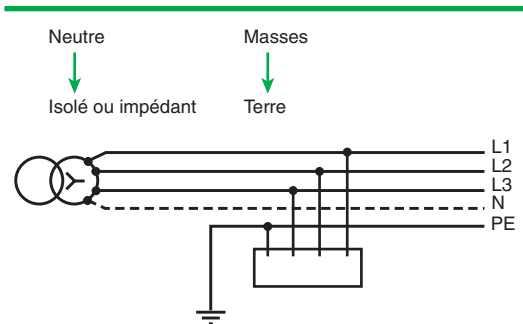 Neutre Masses
Isolé ou impédant Terre
L1
L2
L3
N
PE